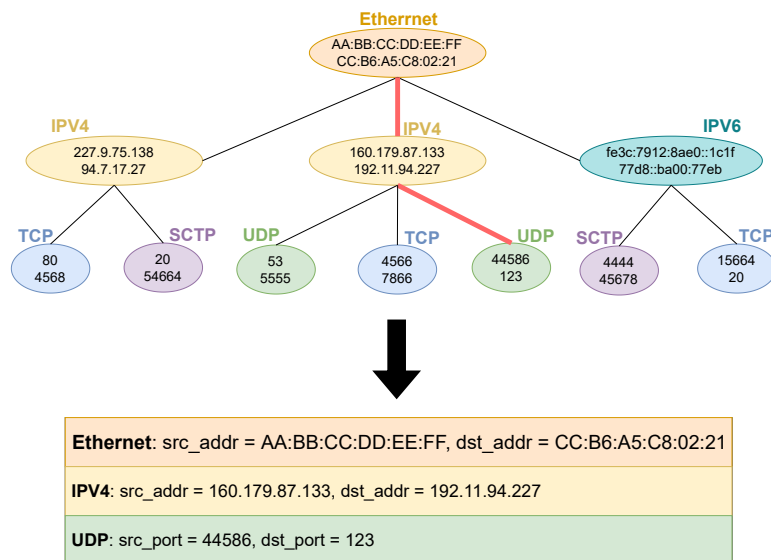 Etherrnet
AA:BB:CC:DD:EE:FF
CC:B6:A5:C8:02:21
IPV4
227.9.75.138
94.7.17.27
IPV4
160.179.87.133
192.11.94.227
IPV6
fe3c:7912:8ae0::1c1f
77d8::ba00:77eb
TCP
80
4568
SCTP
20
54664
UDP
53
5555
TCP
4566
7866
UDP
44586
123
SCTP
4444
45678
TCP
15664
20
Ethernet: src_addr = AA:BB:CC:DD:EE:FF, dst_addr = CC:B6:A5:C8:02:21
IPV4: src_addr = 160.179.87.133, dst_addr = 192.11.94.227
UDP: src_port = 44586, dst_port = 123